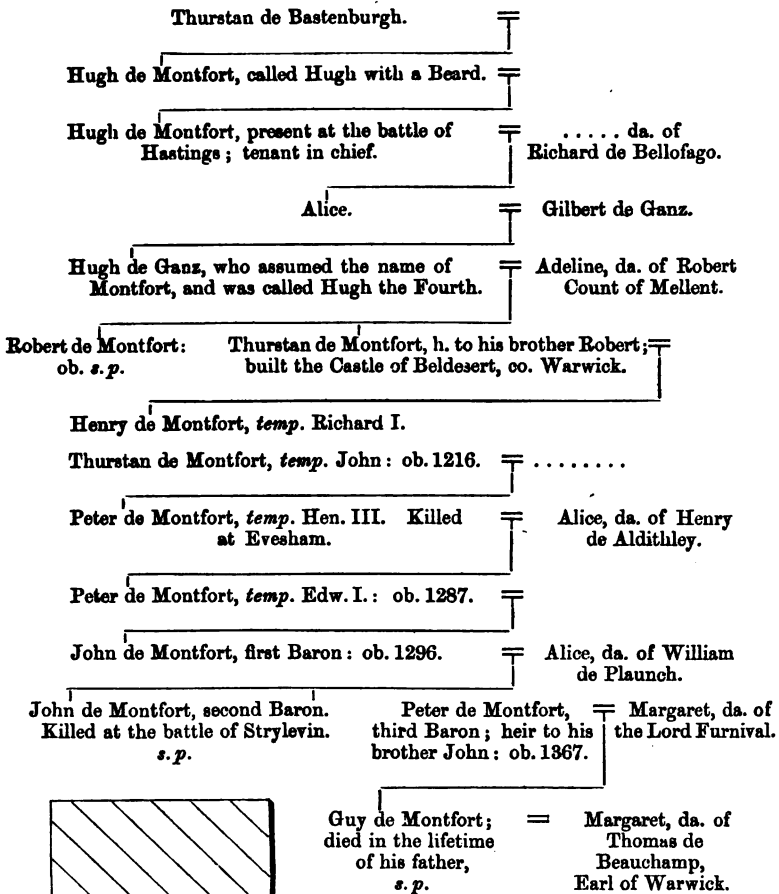 Thurstan de Bastenburgh.
Hugh de Montfort, called Hugh with a Beard.
Hugh de Montfort, present at the battle of
Hastings; tenant in chief.
..... da. of
Richard de Bellofago.
Alice.
Gilbert de Ganz.
Hugh de Ganz, who assumed the name of
Montfort, and was called Hugh the Fourth.
Adeline, da. of Robert
Count of Mellent.
Robert de Montfort:
ob. s.p.
Thurstan de Montfort, h. to his brother Robert;
built the Castle of Beldesert, co. Warwick.
Henry de Montfort, temp. Richard I.
Thurstan de Montfort, temp. John: ob. 1216.
........
Peter de Montfort, temp. Hen. III. Killed
at Evesham.
Alice, da. of Henry
de Aldithley.
Peter de Montfort, temp. Edw. I.: ob. 1287.
John de Montfort, first Baron: ob. 1296.
Alice, da. of William
de Plaunch.
John de Montfort, second Baron.
Killed at the battle of Strylevin.
s.p.
Peter de Montfort,
third Baron; heir to his
brother John: ob. 1367.
Margaret, da. of
the Lord Furnival.
Guy de Montfort;
died in the lifetime
of his father,
s.p.
Margaret, da. of
Thomas de
Beauchamp,
Earl of Warwick.